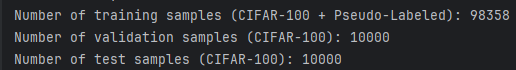 Number of training samples (CIFAR-100 + Pseudo-Labeled): 98358
Number of validation samples (CIFAR-100): 10000
Number of test samples (CIFAR-100): 10000